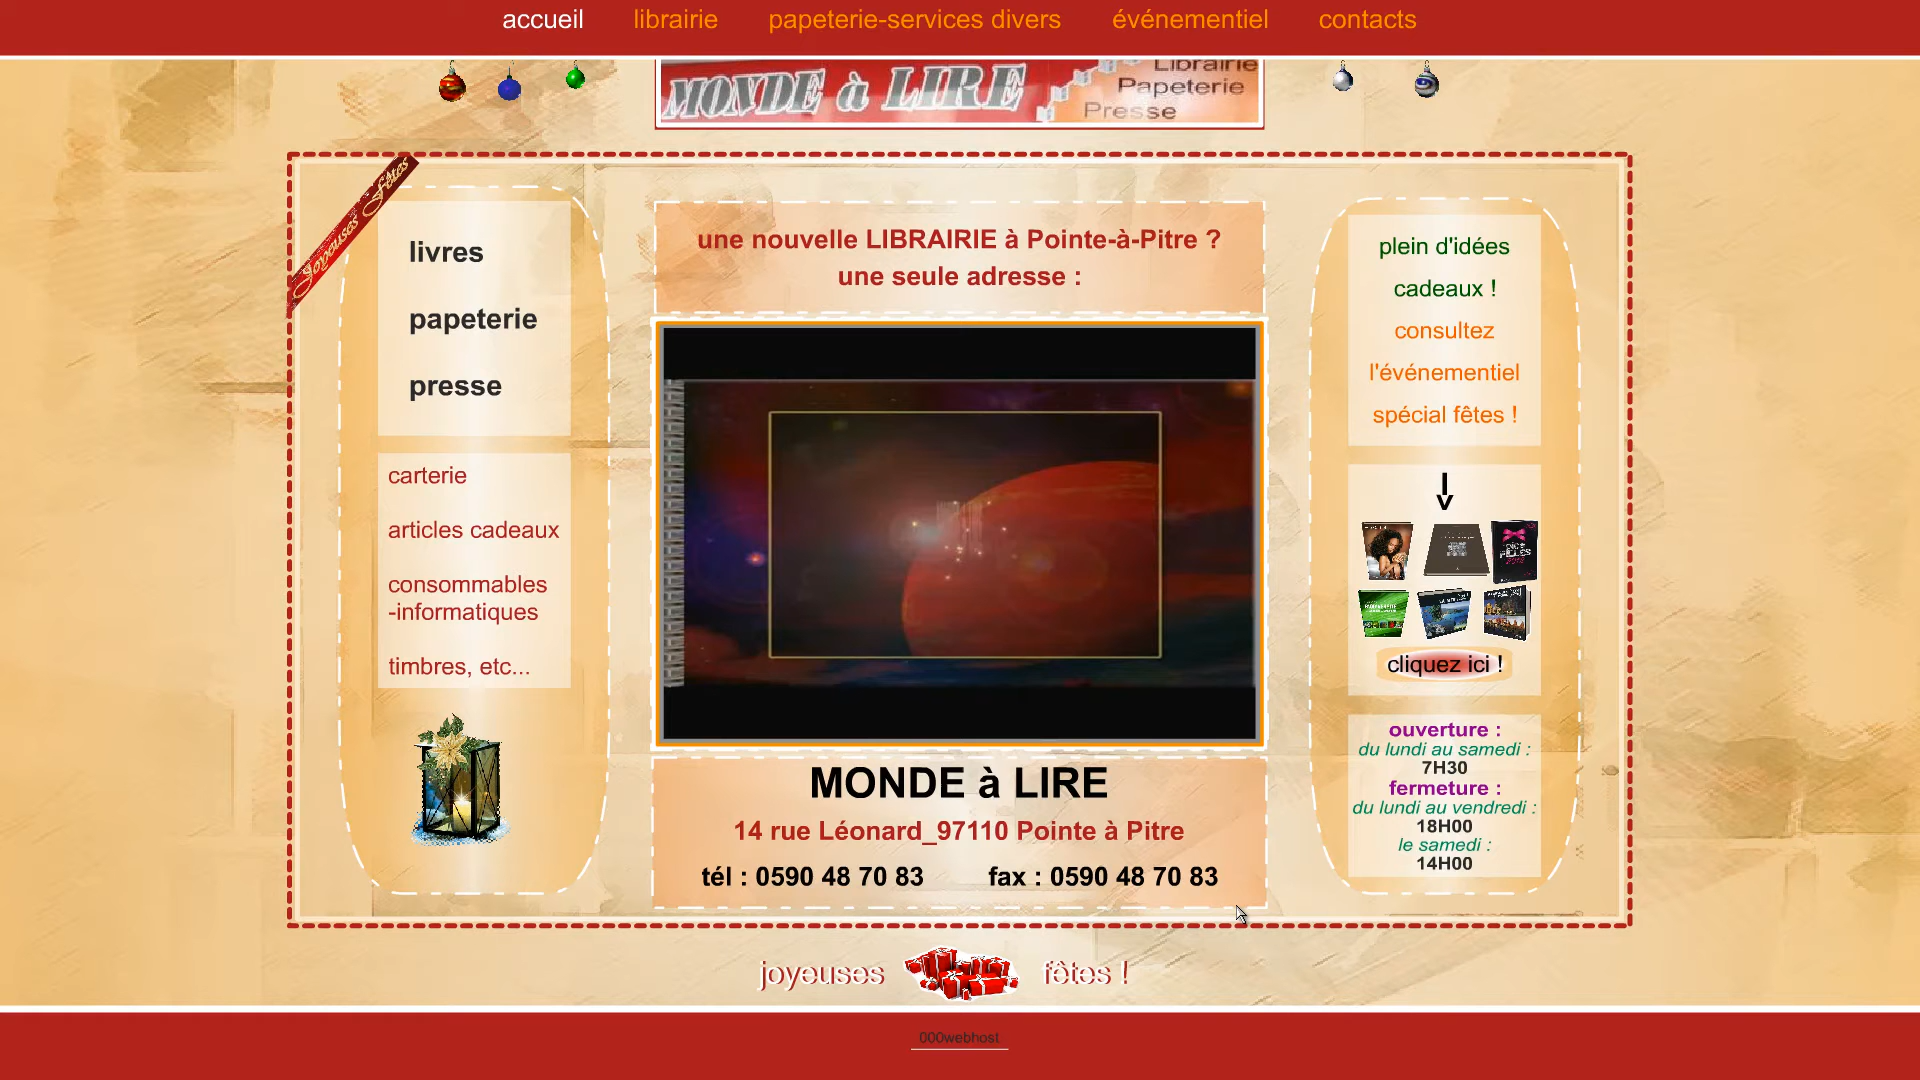 accueil librairie papeterie-services divers événementiel contacts
MONDE à LIRE
Librairie
Papeterie
Presse
Joyeuses Fêtes
livres
papeterie
presse
carterie
articles cadeaux
consommables
-informatiques
timbres, etc...
une nouvelle LIBRAIRIE à Pointe-à-Pitre ?
une seule adresse :
MONDE à LIRE
14 rue Léonard_97110 Pointe à Pitre
tél : 0590 48 70 83 fax : 0590 48 70 83
plein d'idées
cadeaux !
consultez
l'événementiel
spécial fêtes !
cliquez ici !
ouverture :
du lundi au samedi :
7H30
fermeture :
du lundi au vendredi :
18H00
le samedi :
14H00
joyeuses fêtes !
000webhost